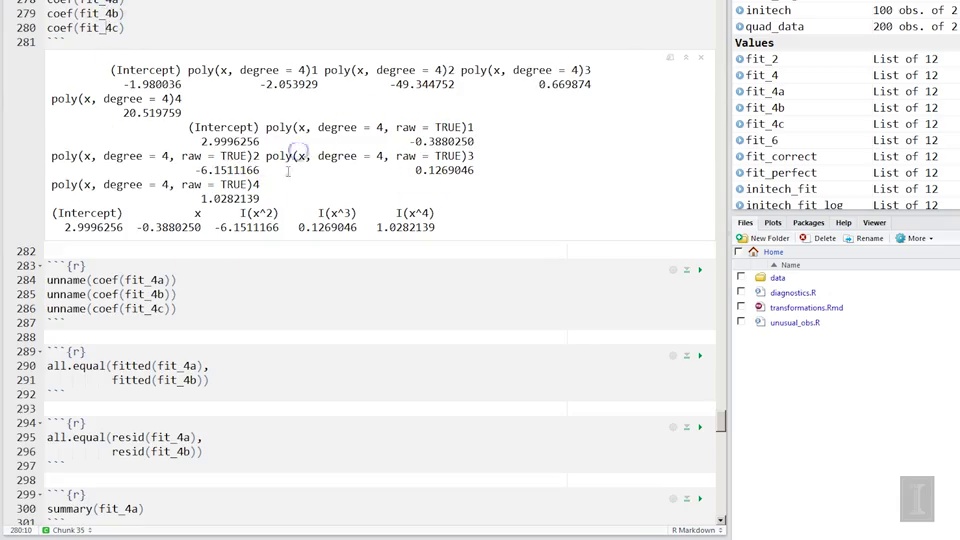 278 coef(fit_4a)
279 coef(fit_4b)
280 coef(fit_4c)
281 ```
(Intercept) poly(x, degree = 4)1 poly(x, degree = 4)2 poly(x, degree = 4)3
-1.980036 -2.053929 -49.344752 0.669874
poly(x, degree = 4)4
20.519759
(Intercept) poly(x, degree = 4, raw = TRUE)1
2.9996256 -0.3880250
poly(x, degree = 4, raw = TRUE)2 poly(x, degree = 4, raw = TRUE)3
-6.1511166 0.1269046
poly(x, degree = 4, raw = TRUE)4
1.0282139
(Intercept) x I(x^2) I(x^3) I(x^4)
2.9996256 -0.3880250 -6.1511166 0.1269046 1.0282139
282
283 ```{r}
284 unname(coef(fit_4a))
285 unname(coef(fit_4b))
286 unname(coef(fit_4c))
287 ```
288
289 ```{r}
290 all.equal(fitted(fit_4a),
291 fitted(fit_4b))
292 ```
293
294 ```{r}
295 all.equal(resid(fit_4a),
296 resid(fit_4b))
297 ```
298
299 ```{r}
300 summary(fit_4a)
301 ```
280:10 Chunk 35 R Markdown
initech 100 obs. of 2
quad_data 200 obs. of 2
Values
fit_2 List of 12
fit_4 List of 12
fit_4a List of 12
fit_4b List of 12
fit_4c List of 12
fit_6 List of 12
fit_correct List of 12
fit_perfect List of 12
initech_fit List of 12
initech_fit_log List of 12
Files Plots Packages Help Viewer
New Folder Delete Rename More
Home
Name
data
diagnostics.R
transformations.Rmd
unusual_obs.R
I